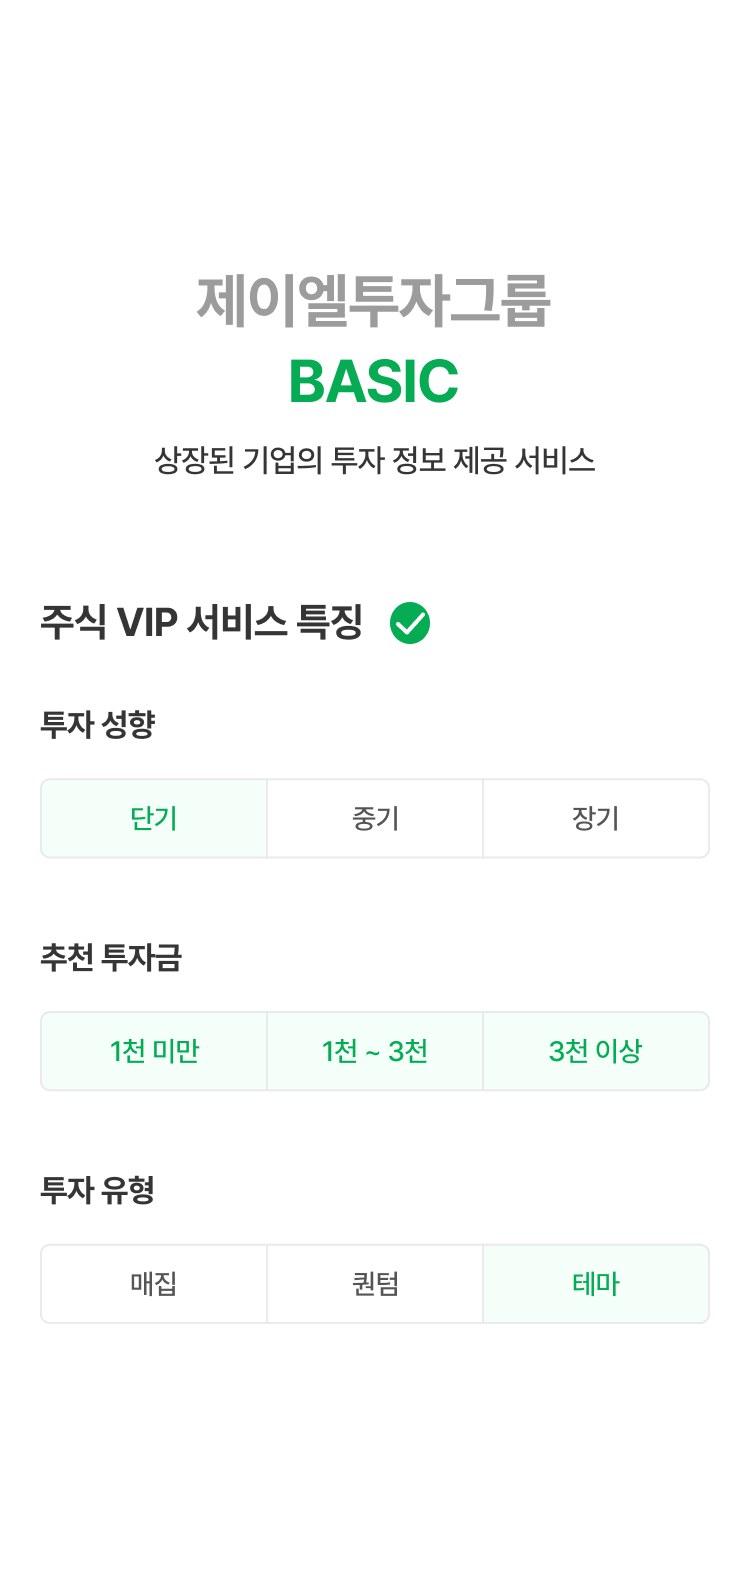 제이엘투자그룹
BASIC
상장된 기업의 투자 정보 제공 서비스
주식 VIP 서비스 특징
투자 성향
단기 중기 장기
추천 투자금
1천 미만 1천 ~ 3천 3천 이상
투자 유형
매집 퀀텀 테마